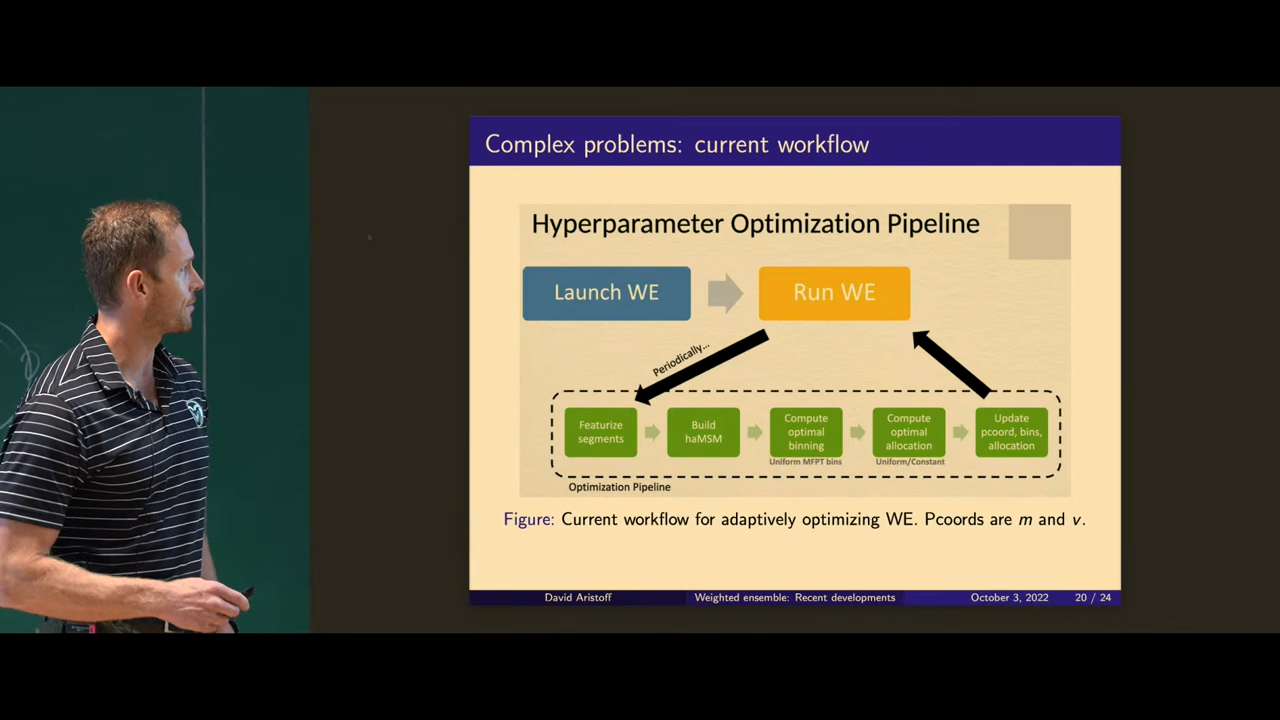 Complex problems: current workflow
Hyperparameter Optimization Pipeline
Launch WE
Run WE
Periodically...
Featurize
segments
Build
haMSM
Compute
optimal
binning
Uniform MFPT bins
Compute
optimal
allocation
Uniform/Constant
Update
pcoord, bins,
allocation
Optimization Pipeline
Figure: Current workflow for adaptively optimizing WE. Pcoords are m and v.
David Aristoff Weighted ensemble: Recent developments October 3, 2022 20 / 24